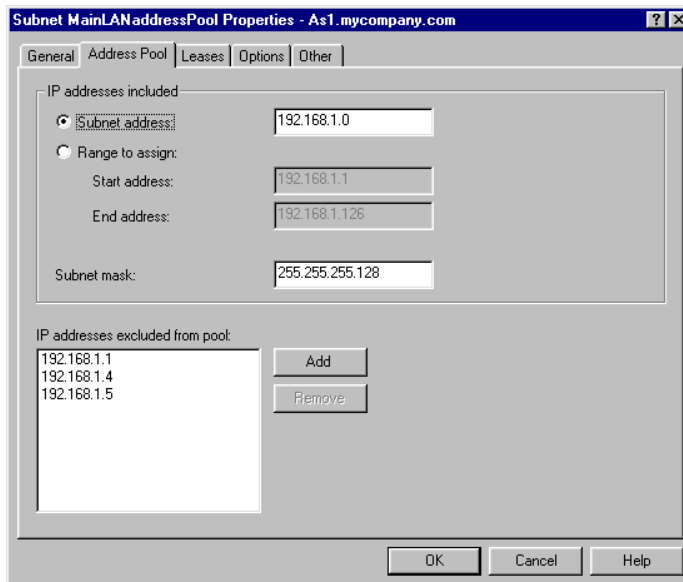 Subnet MainLANaddressPool Properties - As1.mycompany.com
General Address Pool Leases Options Other
IP addresses included
Subnet address: 192.168.1.0
Range to assign:
Start address: 192.168.1.1
End address: 192.168.1.126
Subnet mask: 255.255.255.128
IP addresses excluded from pool:
192.168.1.1 Add
192.168.1.4
192.168.1.5 Remove
OK Cancel Help